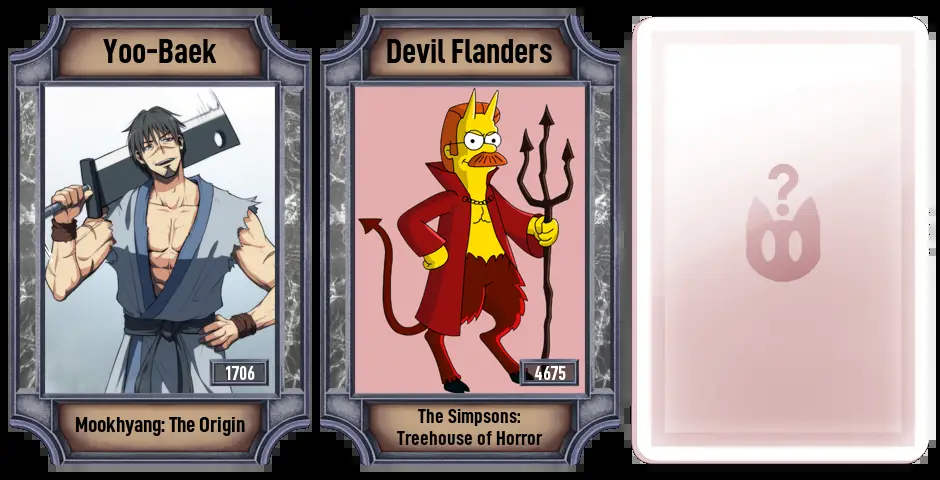 Yoo-Baek
1706
Mookhyang: The Origin
Devil Flanders
4675
The Simpsons:
Treehouse of Horror
?